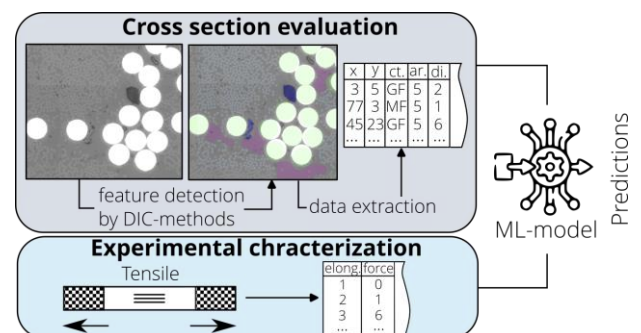 Cross section evaluation
x y ct. ar. di.
3 5 GF 5 2
77 3 MF 5 1
45 23 GF 5 6
... ... ... ... ...
feature detection
by DIC-methods
data extraction
ML-model
Predictions
Experimental chracterization
Tensile
elong. force
1 0
2 1
3 6
... ...